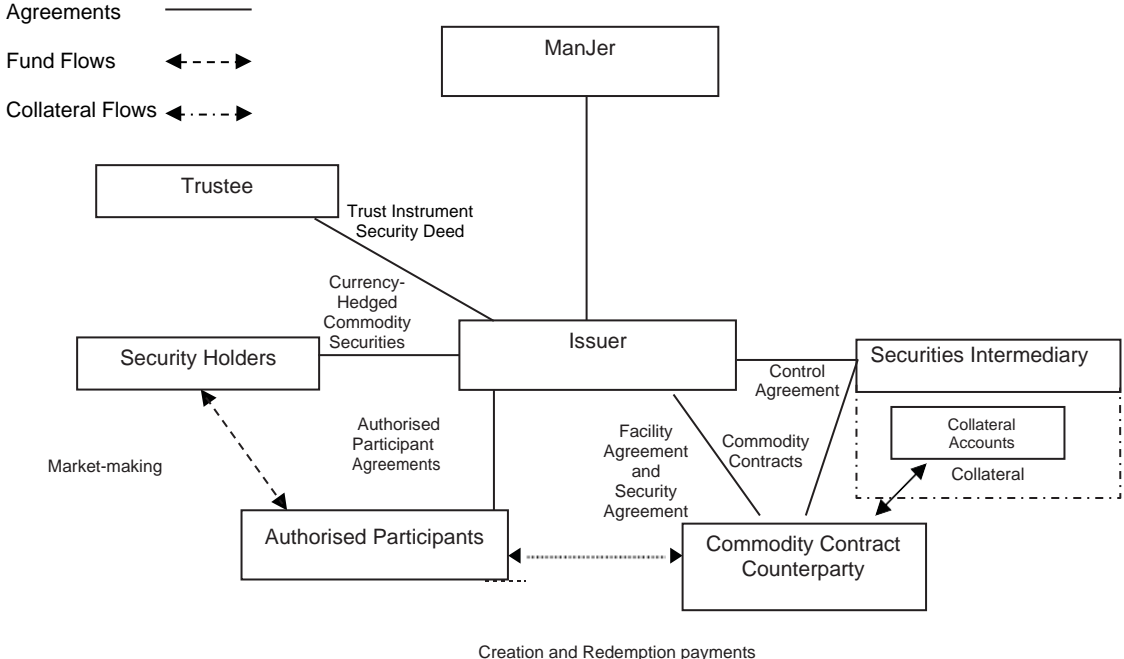 Agreements
Fund Flows
Collateral Flows
ManJer
Trustee
Trust Instrument
Security Deed
Currency-
Hedged
Commodity
Securities
Security Holders
Issuer
Securities Intermediary
Control
Agreement
Collateral
Accounts
Collateral
Authorised
Participant
Agreements
Facility
Agreement
and
Security
Agreement
Commodity
Contracts
Market-making
Authorised Participants
Commodity Contract
Counterparty
Creation and Redemption payments